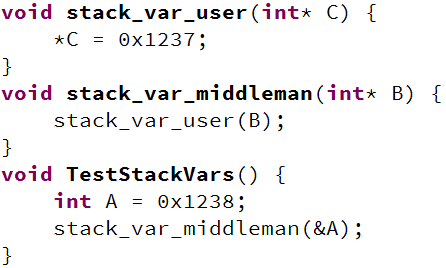 void stack_var_user(int* C) {
    *C = 0x1237;
}
void stack_var_middleman(int* B) {
    stack_var_user(B);
}
void TestStackVars() {
    int A = 0x1238;
    stack_var_middleman(&A);
}